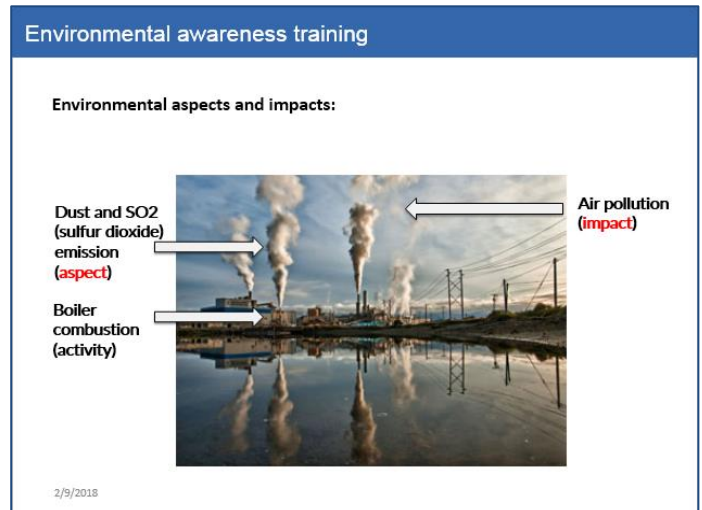 Environmental awareness training
Environmental aspects and impacts:
Dust and SO2
(sulfur dioxide)
emission
(aspect)
Boiler
combustion
(activity)
Air pollution
(impact)
2/9/2018